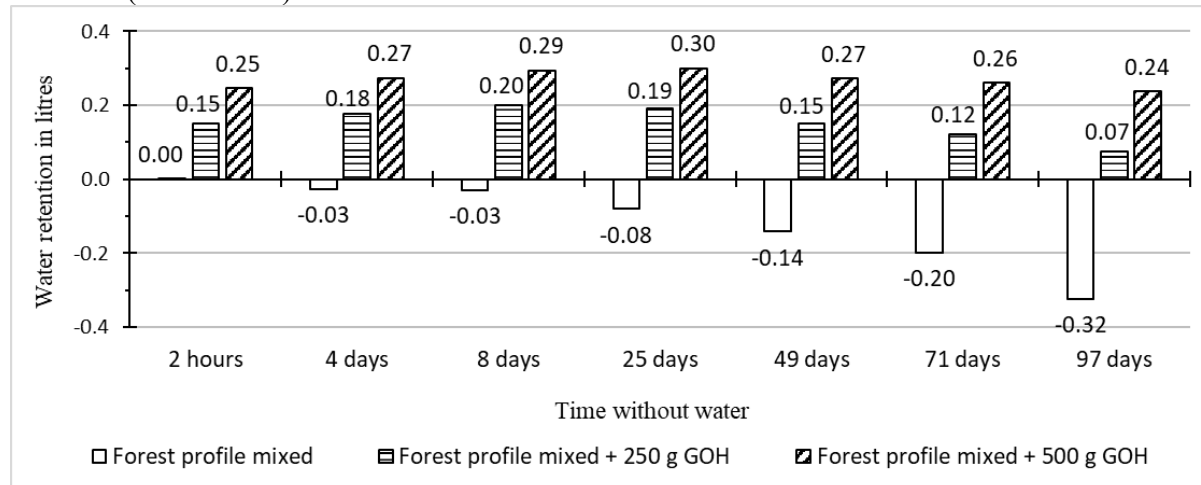 0.4
0.2
0.0
-0.2
-0.4
Water retention in litres
0.00 0.15 0.25
-0.03 0.18 0.27
-0.03 0.20 0.29
-0.08 0.19 0.30
-0.14 0.15 0.27
-0.20 0.12 0.26
-0.32 0.07 0.24
2 hours 4 days 8 days 25 days 49 days 71 days 97 days
Time without water
Forest profile mixed Forest profile mixed + 250 g GOH Forest profile mixed + 500 g GOH